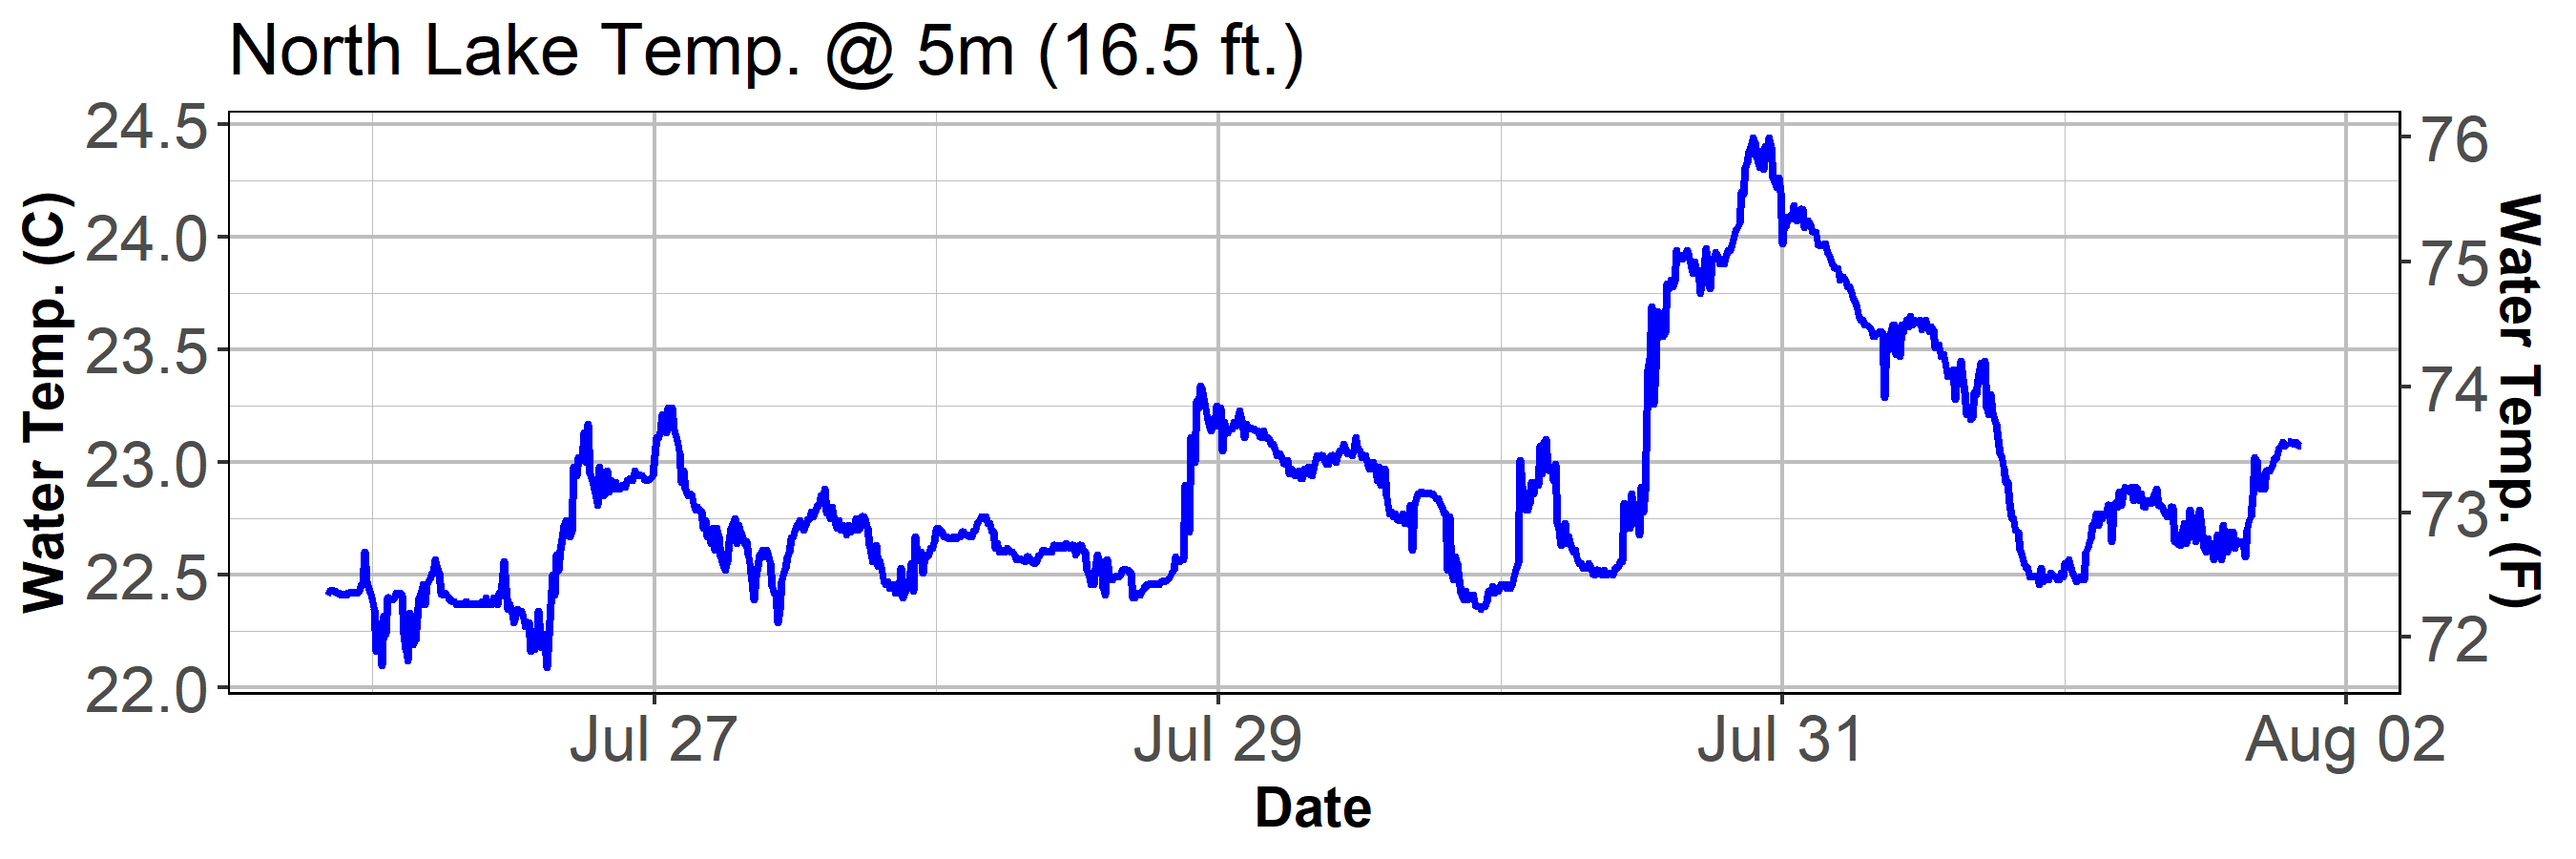 North Lake Temp. @ 5m (16.5 ft.)
Water Temp. (C)
24.5
24.0
23.5
23.0
22.5
22.0
76
75
74
73
72
Water Temp. (F)
Jul 27 Jul 29 Jul 31 Aug 02
Date